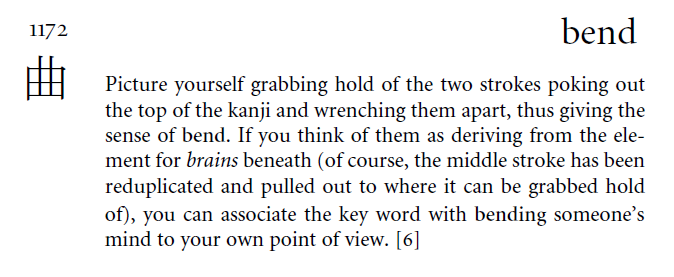 1172
bend
曲
Picture yourself grabbing hold of the two strokes poking out
the top of the kanji and wrenching them apart, thus giving the
sense of bend. If you think of them as deriving from the ele-
ment for brains beneath (of course, the middle stroke has been
reduplicated and pulled out to where it can be grabbed hold
of), you can associate the key word with bending someone’s
mind to your own point of view. [6]